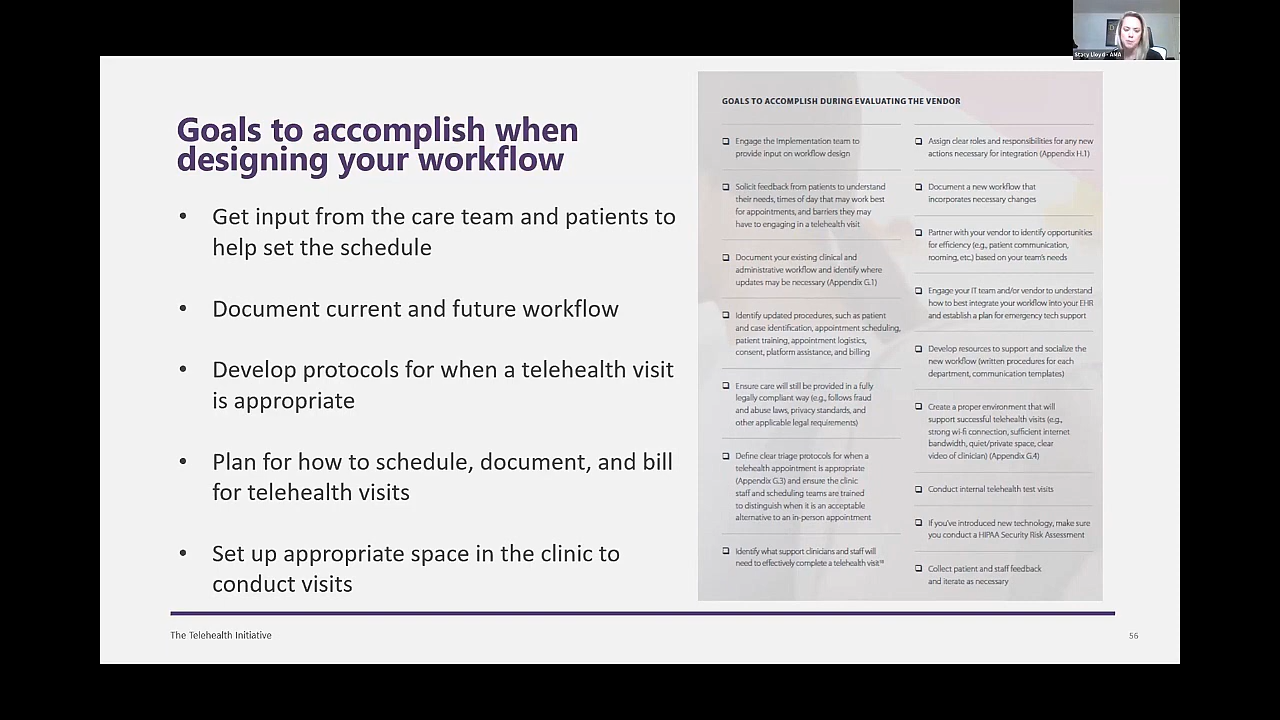 Stacy Lloyd - AMA
Goals to accomplish when
designing your workflow
• Get input from the care team and patients to
help set the schedule
• Document current and future workflow
• Develop protocols for when a telehealth visit
is appropriate
• Plan for how to schedule, document, and bill
for telehealth visits
• Set up appropriate space in the clinic to
conduct visits
GOALS TO ACCOMPLISH DURING EVALUATING THE VENDOR
❑ Engage the Implementation team to
provide input on workflow design
❑ Solicit feedback from patients to understand
their needs, times of day that may work best
for appointments, and barriers they may
have to engaging in a telehealth visit
❑ Document your existing clinical and
administrative workflow and identify where
updates may be necessary (Appendix G.1)
❑ Identify updated procedures, such as patient
and case identification, appointment scheduling,
patient training, appointment logistics,
consent, platform assistance, and billing
❑ Ensure care will still be provided in a fully
legally compliant way (e.g., follows fraud
and abuse laws, privacy standards, and
other applicable legal requirements)
❑ Define clear triage protocols for when a
telehealth appointment is appropriate
(Appendix G.3) and ensure the clinic
staff and scheduling teams are trained
to distinguish when it is an acceptable
alternative to an in-person appointment
❑ Identify what support clinicians and staff will
need to effectively complete a telehealth visit¹⁸
❑ Assign clear roles and responsibilities for any new
actions necessary for integration (Appendix H.1)
❑ Document a new workflow that
incorporates necessary changes
❑ Partner with your vendor to identify opportunities
for efficiency (e.g., patient communication,
rooming, etc.) based on your team's needs
❑ Engage your IT team and/or vendor to understand
how to best integrate your workflow into your EHR
and establish a plan for emergency tech support
❑ Develop resources to support and socialize the
new workflow (written procedures for each
department, communication templates)
❑ Create a proper environment that will
support successful telehealth visits (e.g.,
strong wi-fi connection, sufficient internet
bandwidth, quiet/private space, clear
video of clinician) (Appendix G.4)
❑ Conduct internal telehealth test visits
❑ If you've introduced new technology, make sure
you conduct a HIPAA Security Risk Assessment
❑ Collect patient and staff feedback
and iterate as necessary
The Telehealth Initiative
56